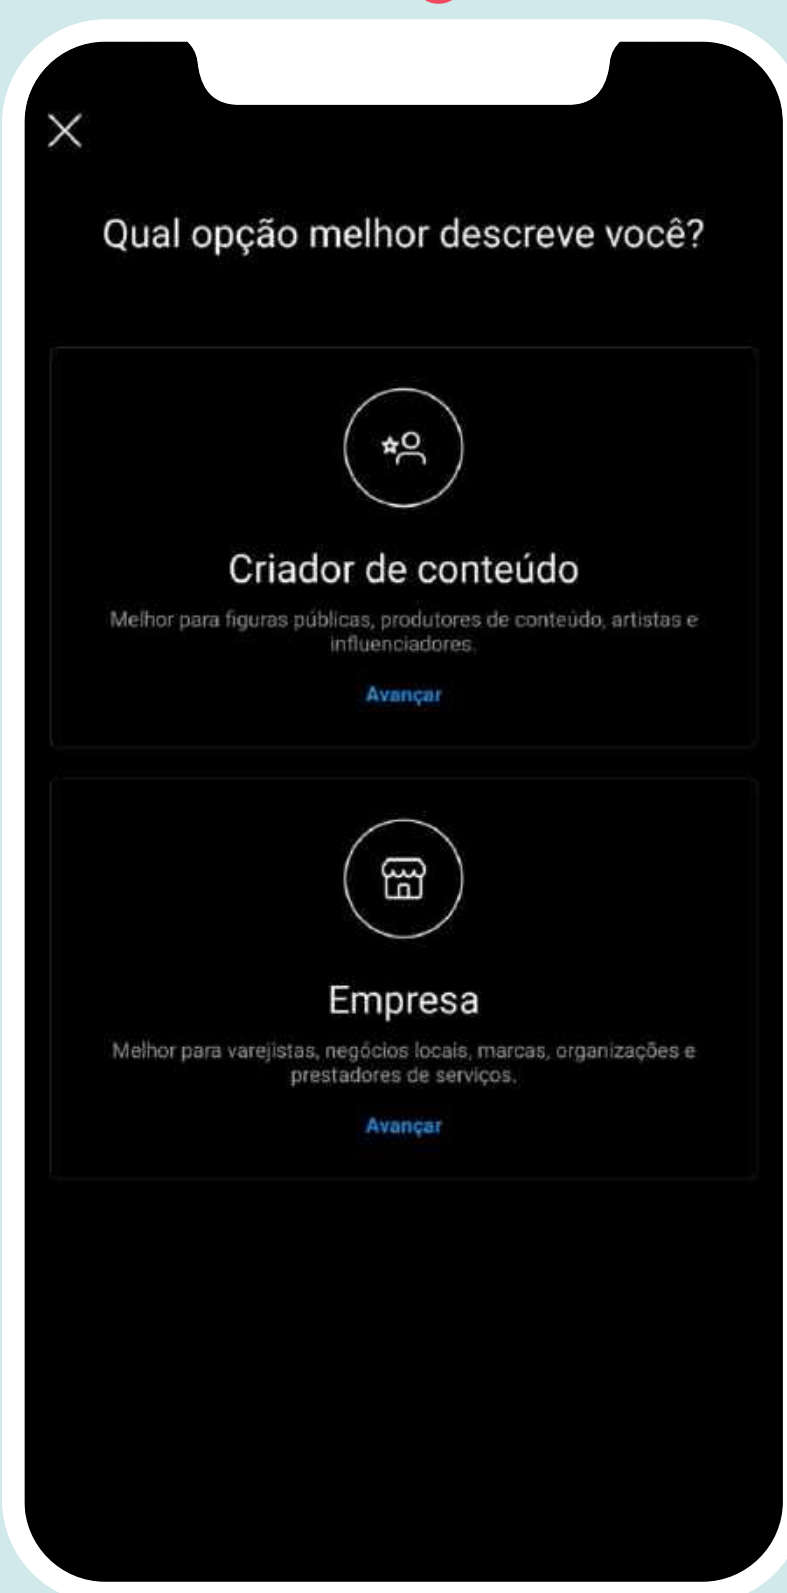 Qual opção melhor descreve você?
Criador de conteúdo
Melhor para figuras públicas, produtores de conteúdo, artistas e
influenciadores.
Avançar
Empresa
Melhor para varejistas, negócios locais, marcas, organizações e
prestadores de serviços.
Avançar